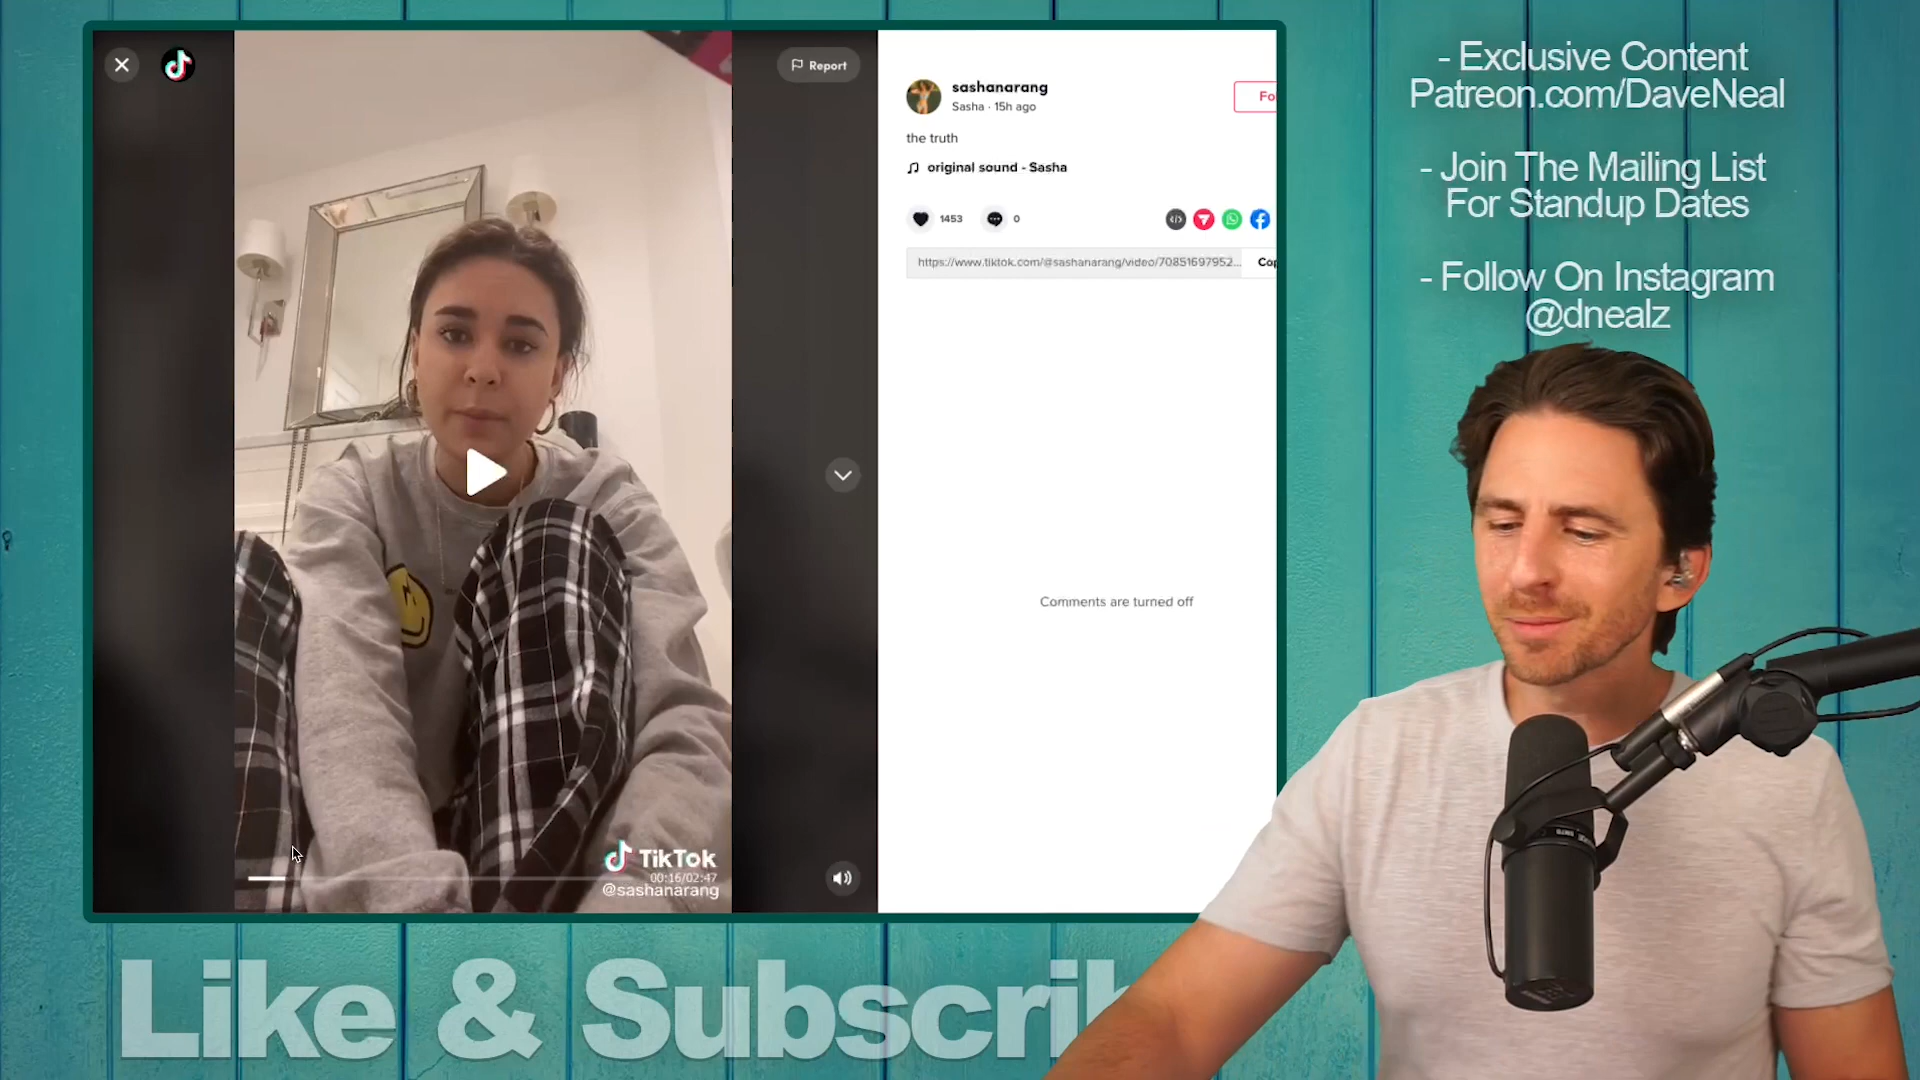 Report
sashanarang
Sasha · 15h ago
Fo
the truth
original sound - Sasha
1453
0
https://www.tiktok.com/@sashanarang/video/70851697952...
Cop
Comments are turned off
TikTok
00:16/02:47
@sashanarang
- Exclusive Content
Patreon.com/DaveNeal
- Join The Mailing List
For Standup Dates
- Follow On Instagram
@dnealz
Like & Subscrib